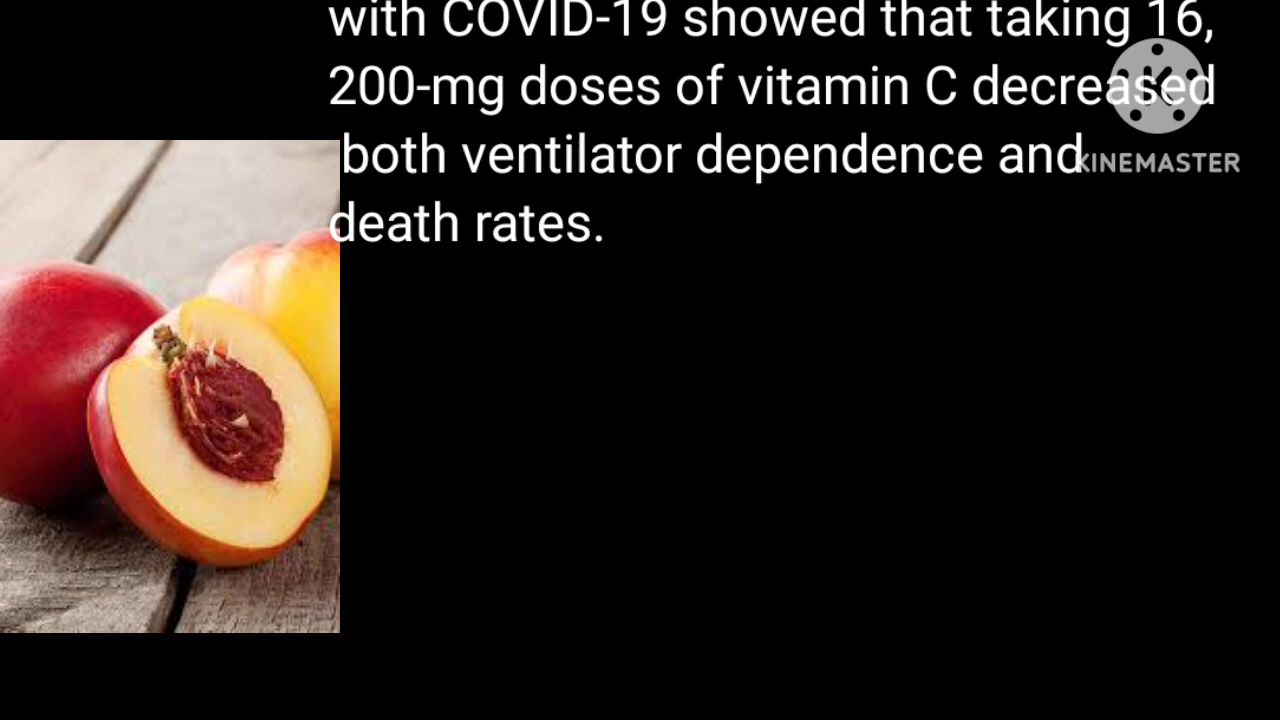 with COVID-19 showed that taking 16,
200-mg doses of vitamin C decreased
both ventilator dependence and
death rates.
KINEMASTER